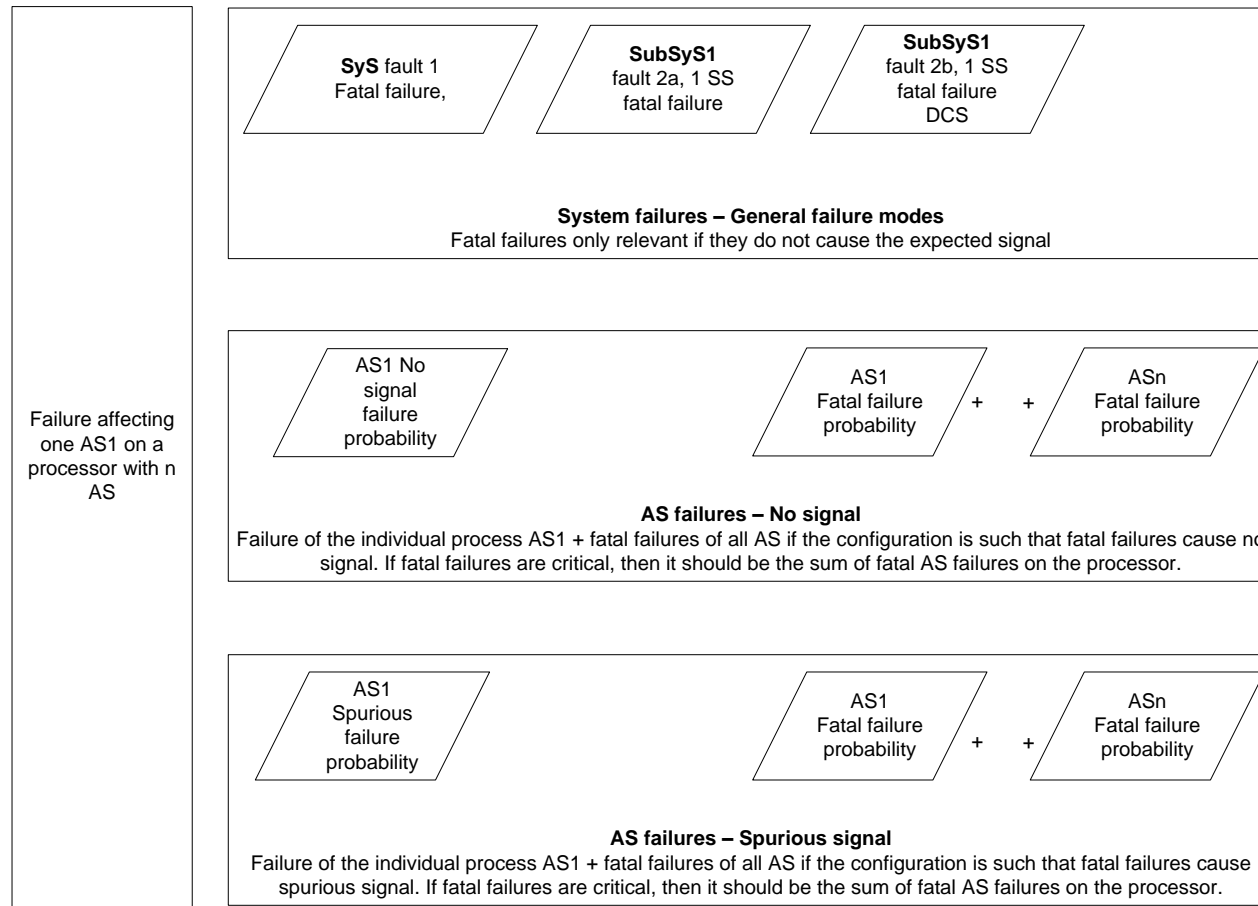 Failure affecting
one AS1 on a
processor with n
AS
SyS fault 1
Fatal failure,
SubSyS1
fault 2a, 1 SS
fatal failure
SubSyS1
fault 2b, 1 SS
fatal failure
DCS
System failures – General failure modes
Fatal failures only relevant if they do not cause the expected signal
AS1 No
signal
failure
probability
AS1
Fatal failure
probability
+ +
ASn
Fatal failure
probability
AS failures – No signal
Failure of the individual process AS1 + fatal failures of all AS if the configuration is such that fatal failures cause no
signal. If fatal failures are critical, then it should be the sum of fatal AS failures on the processor.
AS1
Spurious
failure
probability
AS1
Fatal failure
probability
+ +
ASn
Fatal failure
probability
AS failures – Spurious signal
Failure of the individual process AS1 + fatal failures of all AS if the configuration is such that fatal failures cause
spurious signal. If fatal failures are critical, then it should be the sum of fatal AS failures on the processor.